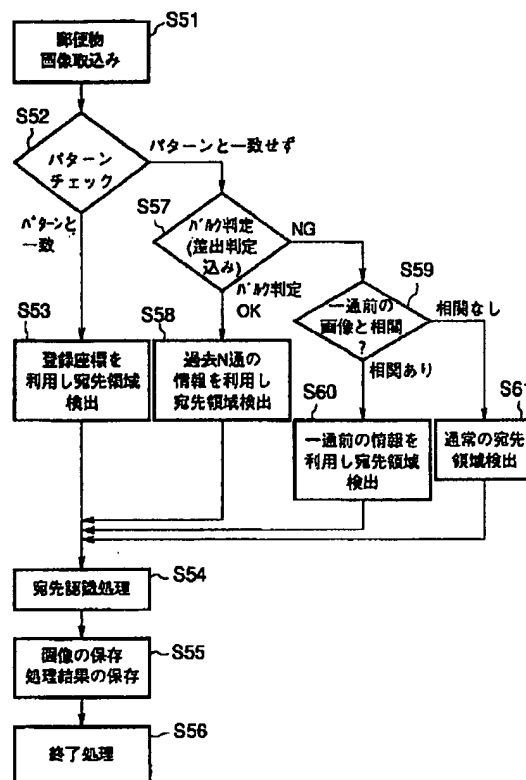 S51
郵便物
画像取込み
S52
パターン
チェック
パターンと一致せず
パターンと
一致
S57
バルク判定
(差出判定
込み)
NG
バルク判定
OK
S59
一通前の
画像と相関
?
相関なし
相関あり
S53
登録座標を
利用し宛先領域
検出
S58
過去N通の
情報を利用し
宛先領域検出
S60
一通前の情報を
利用し宛先領域
検出
S61
通常の宛先
領域検出
S54
宛先認識処理
S55
画像の保存
処理結果の保存
S56
終了処理